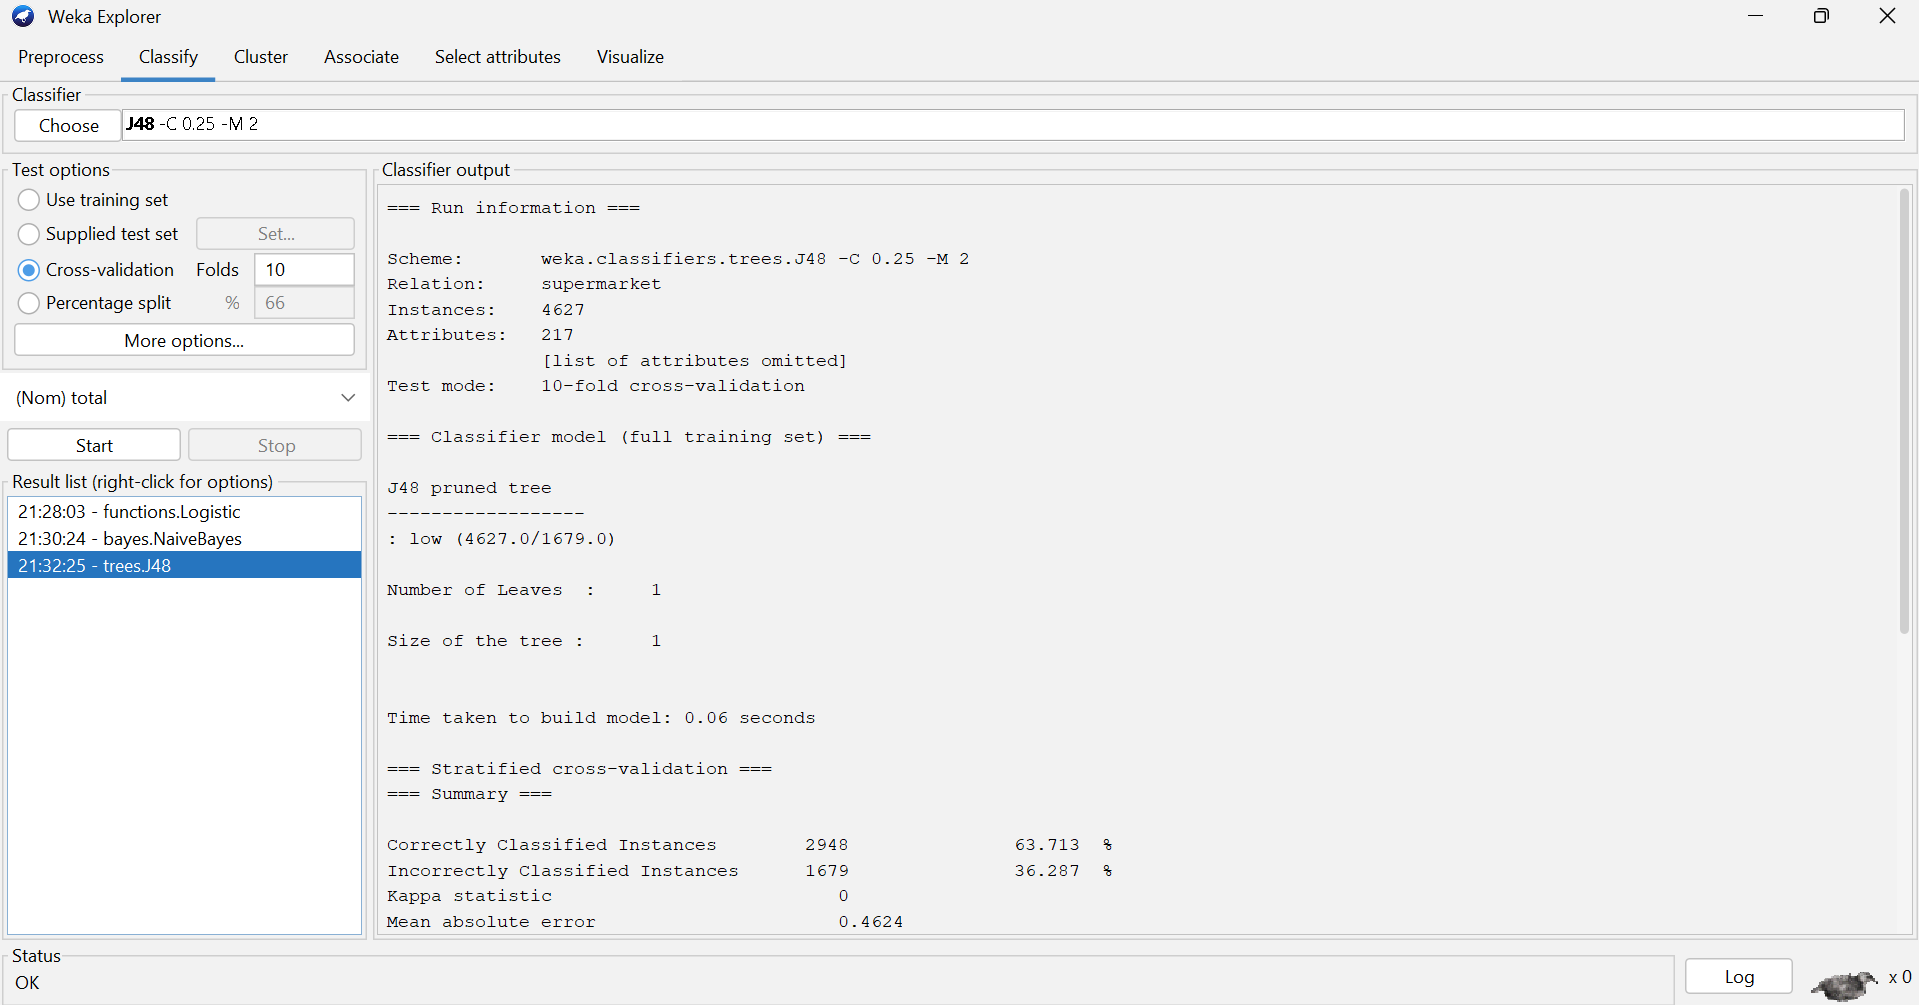 Weka Explorer
Preprocess Classify Cluster Associate Select attributes Visualize
Classifier
Choose J48 -C 0.25 -M 2
Test options
Use training set
Supplied test set Set...
Cross-validation Folds 10
Percentage split % 66
More options...
(Nom) total
Start Stop
Result list (right-click for options)
21:28:03 - functions.Logistic
21:30:24 - bayes.NaiveBayes
21:32:25 - trees.J48
Classifier output
=== Run information ===
Scheme: weka.classifiers.trees.J48 -C 0.25 -M 2
Relation: supermarket
Instances: 4627
Attributes: 217
[list of attributes omitted]
Test mode: 10-fold cross-validation
=== Classifier model (full training set) ===
J48 pruned tree
------------------
: low (4627.0/1679.0)
Number of Leaves : 1
Size of the tree : 1
Time taken to build model: 0.06 seconds
=== Stratified cross-validation ===
=== Summary ===
Correctly Classified Instances 2948 63.713 %
Incorrectly Classified Instances 1679 36.287 %
Kappa statistic 0
Mean absolute error 0.4624
Status
OK
Log x 0